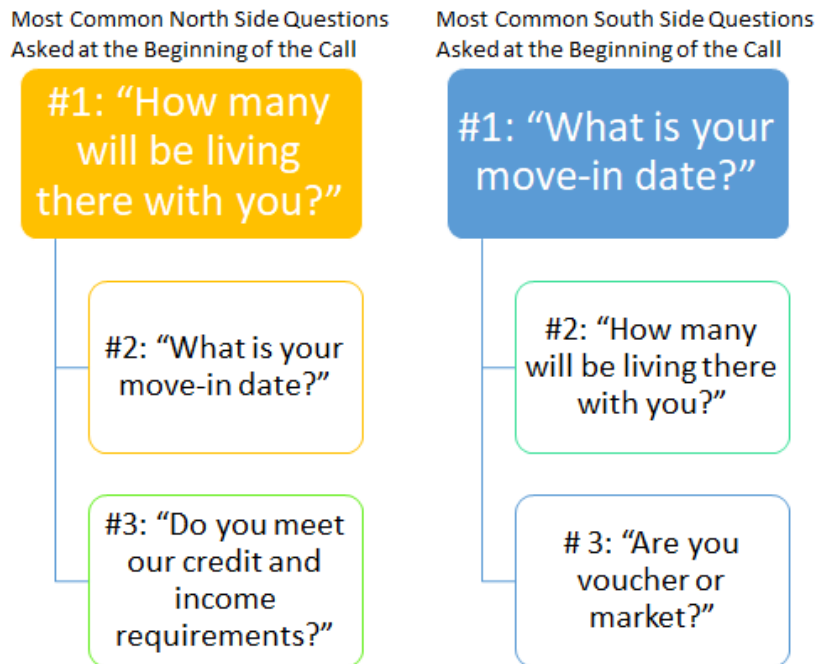 Most Common North Side Questions
Asked at the Beginning of the Call
#1: “How many
will be living
there with you?”
#2: “What is your
move-in date?”
#3: “Do you meet
our credit and
income
requirements?”
Most Common South Side Questions
Asked at the Beginning of the Call
#1: “What is your
move-in date?”
#2: “How many
will be living there
with you?”
# 3: “Are you
voucher or
market?”